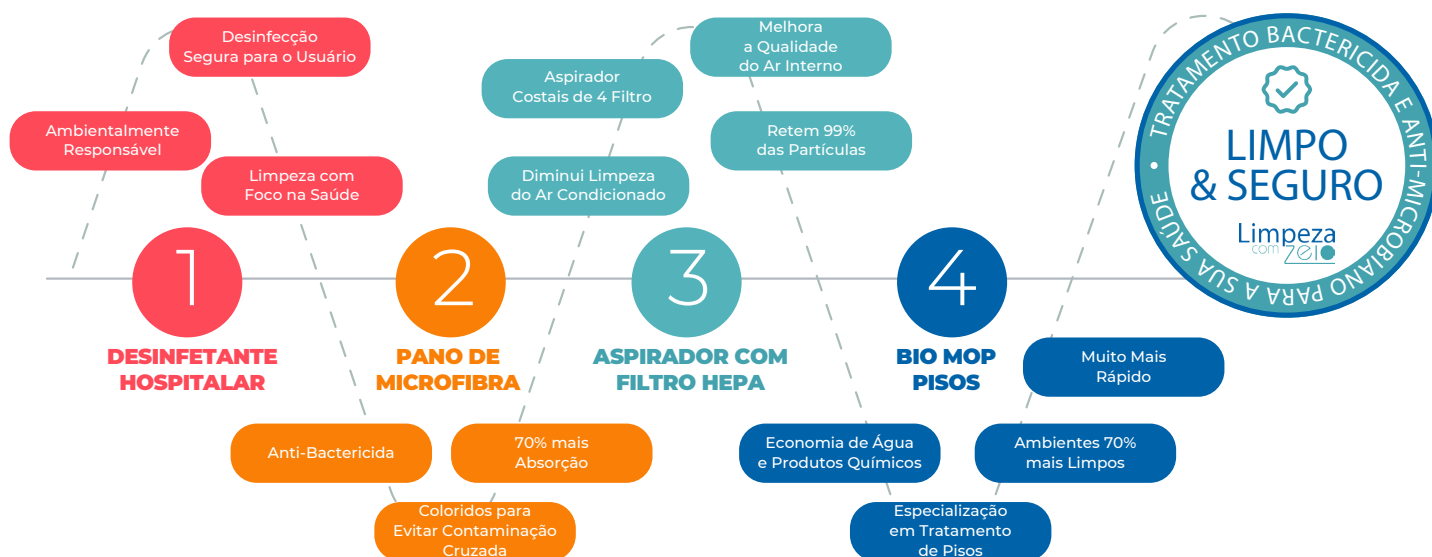 Desinfecção
Segura para o Usuário
Ambientalmente
Responsável
Limpeza com
Foco na Saúde
1
DESINFETANTE
HOSPITALAR
Anti-Bactericida
Coloridos para
Evitar Contaminação
Cruzada
70% mais
Absorção
2
PANO DE
MICROFIBRA
Aspirador
Costais de 4 Filtro
Diminui Limpeza
do Ar Condicionado
Melhora
a Qualidade
do Ar Interno
Retem 99%
das Partículas
3
ASPIRADOR COM
FILTRO HEPA
4
BIO MOP
PISOS
Economia de Água
e Produtos Químicos
Especialização
em Tratamento
de Pisos
Ambientes 70%
mais Limpos
Muito Mais
Rápido
TRATAMENTO BACTERICIDA E ANTI-MICROBIANO PARA A SUA SAÚDE •
LIMPO
& SEGURO
Limpeza
com zelo